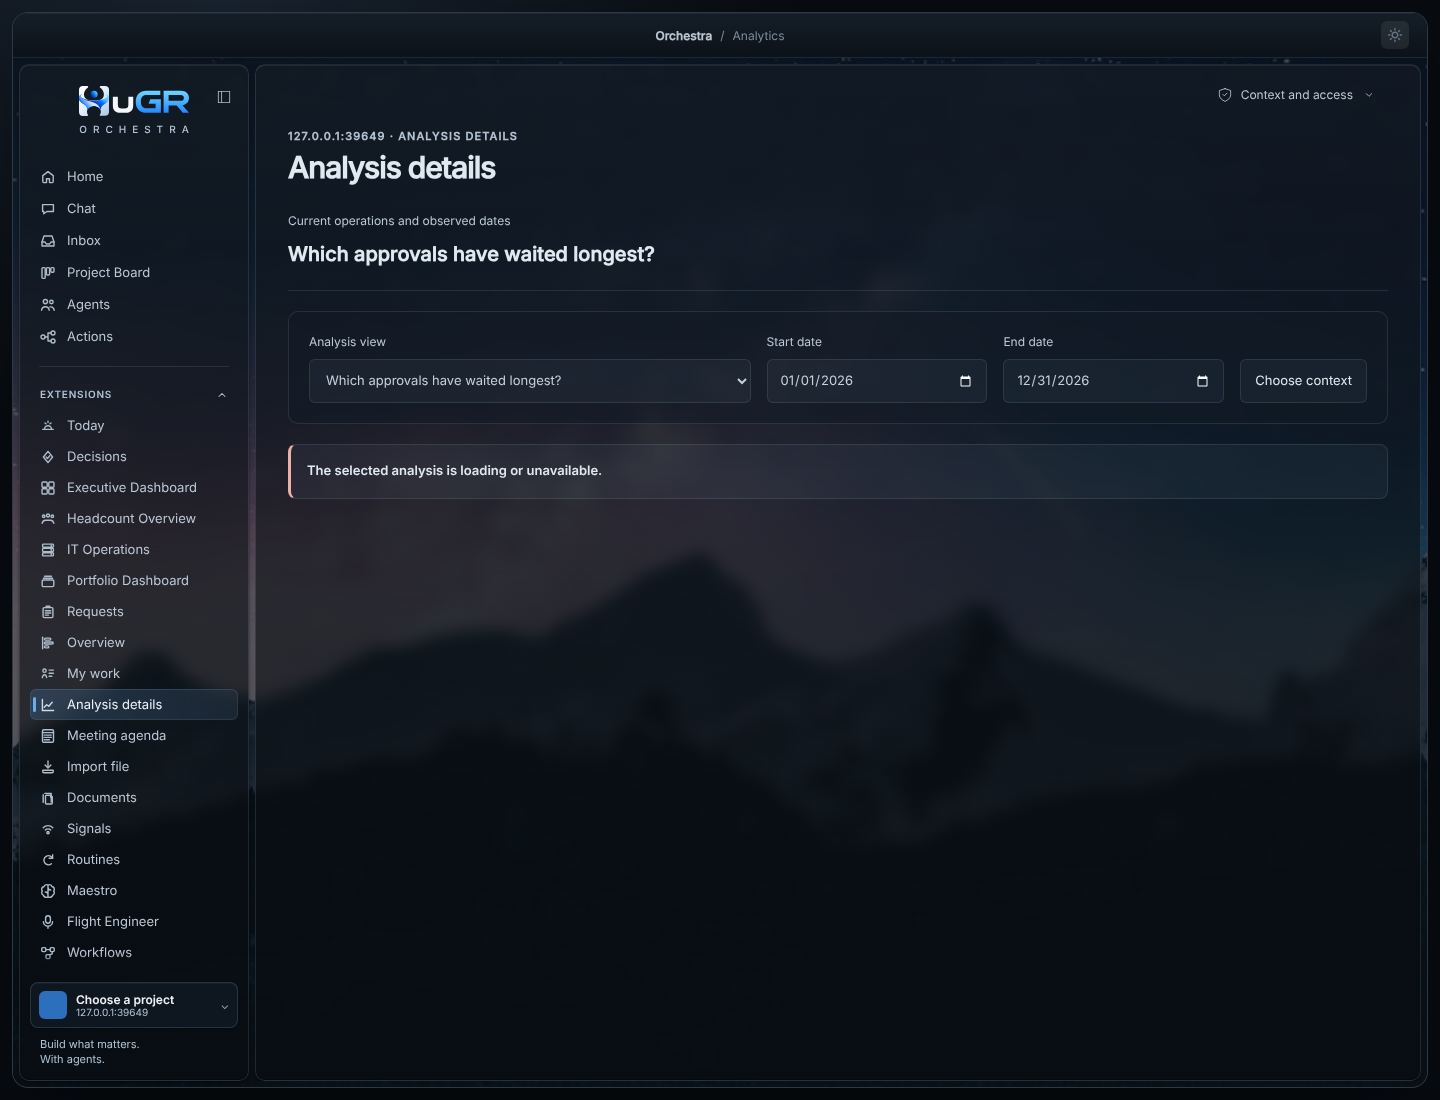 Orchestra / Analytics
HuGR
ORCHESTRA
Context and access
Home
Chat
Inbox
Project Board
Agents
Actions
EXTENSIONS
Today
Decisions
Executive Dashboard
Headcount Overview
IT Operations
Portfolio Dashboard
Requests
Overview
My work
Analysis details
Meeting agenda
Import file
Documents
Signals
Routines
Maestro
Flight Engineer
Workflows
Choose a project
127.0.0.1:39649
Build what matters.
With agents.
127.0.0.1:39649 · ANALYSIS DETAILS
Analysis details
Current operations and observed dates
Which approvals have waited longest?
Analysis view
Start date
End date
Which approvals have waited longest?
01/01/2026
12/31/2026
Choose context
The selected analysis is loading or unavailable.